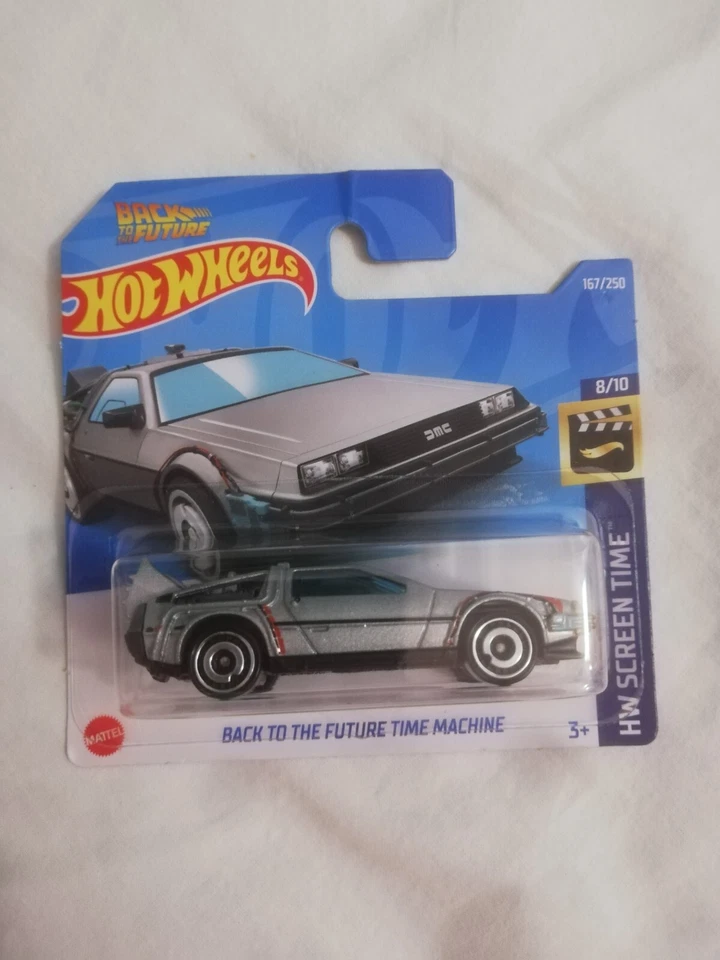 BACK
TO THE FUTURE
HOT WHEELS
167/250
8/10
DMC
HW SCREEN TIME™
MATTEL
BACK TO THE FUTURE TIME MACHINE
3+